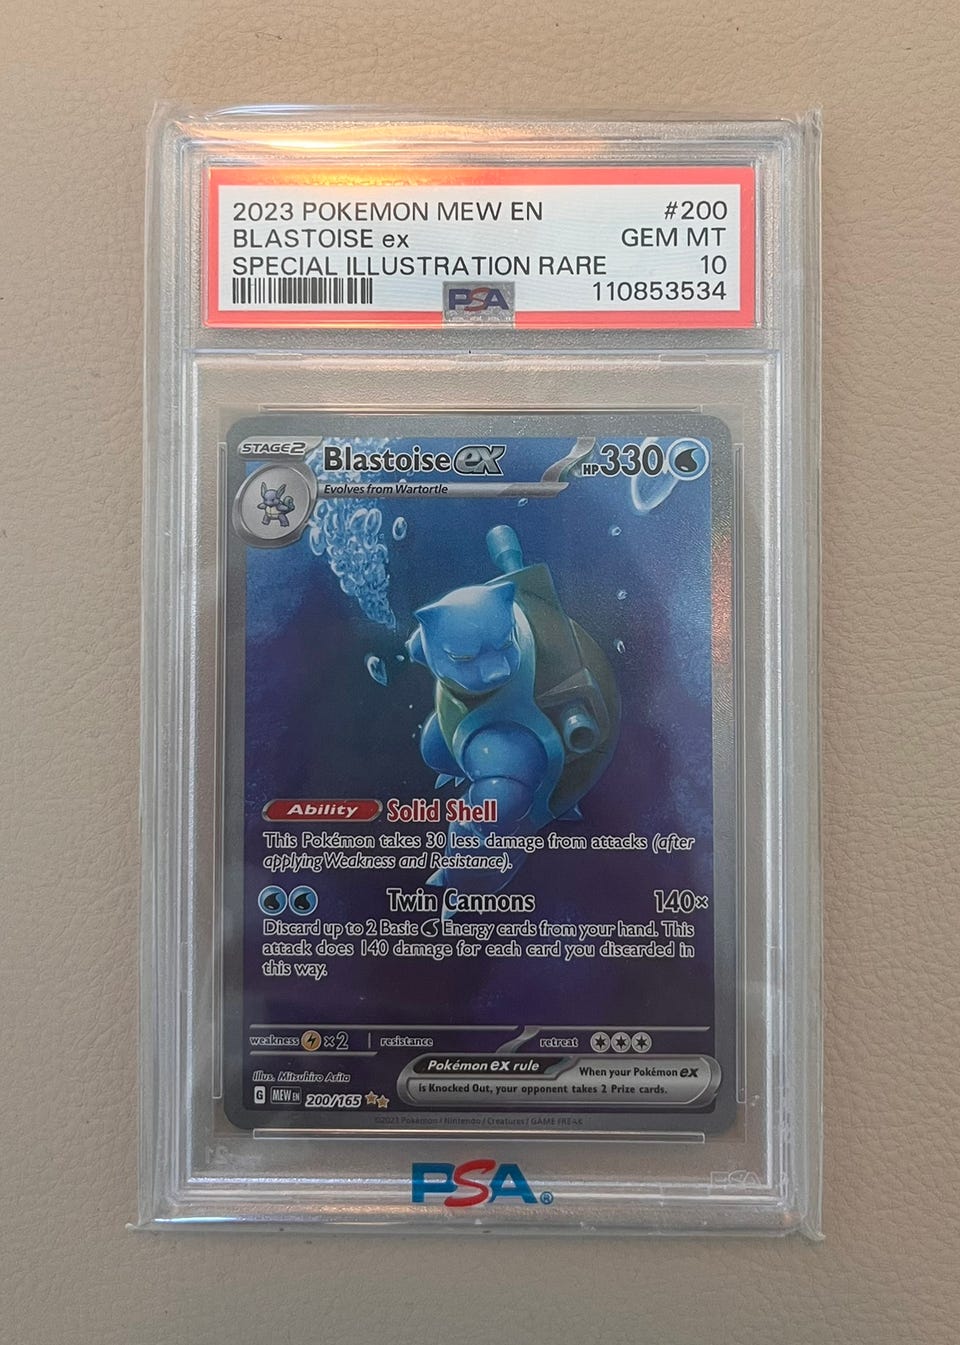 2023 POKEMON MEW EN #200
BLASTOISE ex GEM MT
SPECIAL ILLUSTRATION RARE 10
PSA 110853534
STAGE2 Blastoise ex HP330
Evolves from Wartortle
Ability Solid Shell
This Pokémon takes 30 less damage from attacks (after
applying Weakness and Resistance).
Twin Cannons 140×
Discard up to 2 Basic Energy cards from your hand. This
attack does 140 damage for each card you discarded in
this way.
weakness ×2 resistance retreat
Pokémon ex rule When your Pokémon ex
is Knocked Out, your opponent takes 2 Prize cards.
Illus. Mitsuhiro Arita
G MEW EN 200/165
©2023 Pokémon / Nintendo / Creatures / GAME FREAK
PSA®
PSA